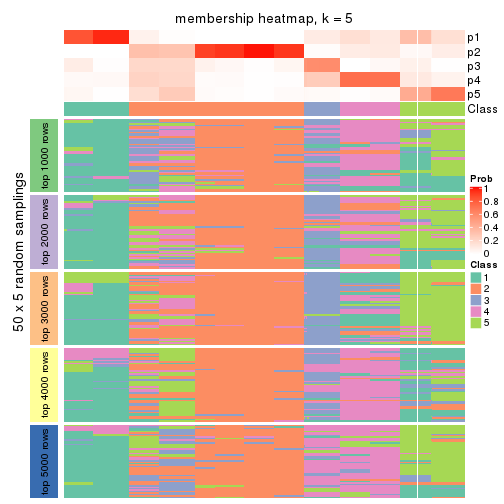 membership heatmap, k = 5
p1
p2
p3
p4
p5
Class
50 x 5 random samplings
top 1000 rows
top 2000 rows
top 3000 rows
top 4000 rows
top 5000 rows
Prob
1
0.8
0.6
0.4
0.2
0
Class
1
2
3
4
5